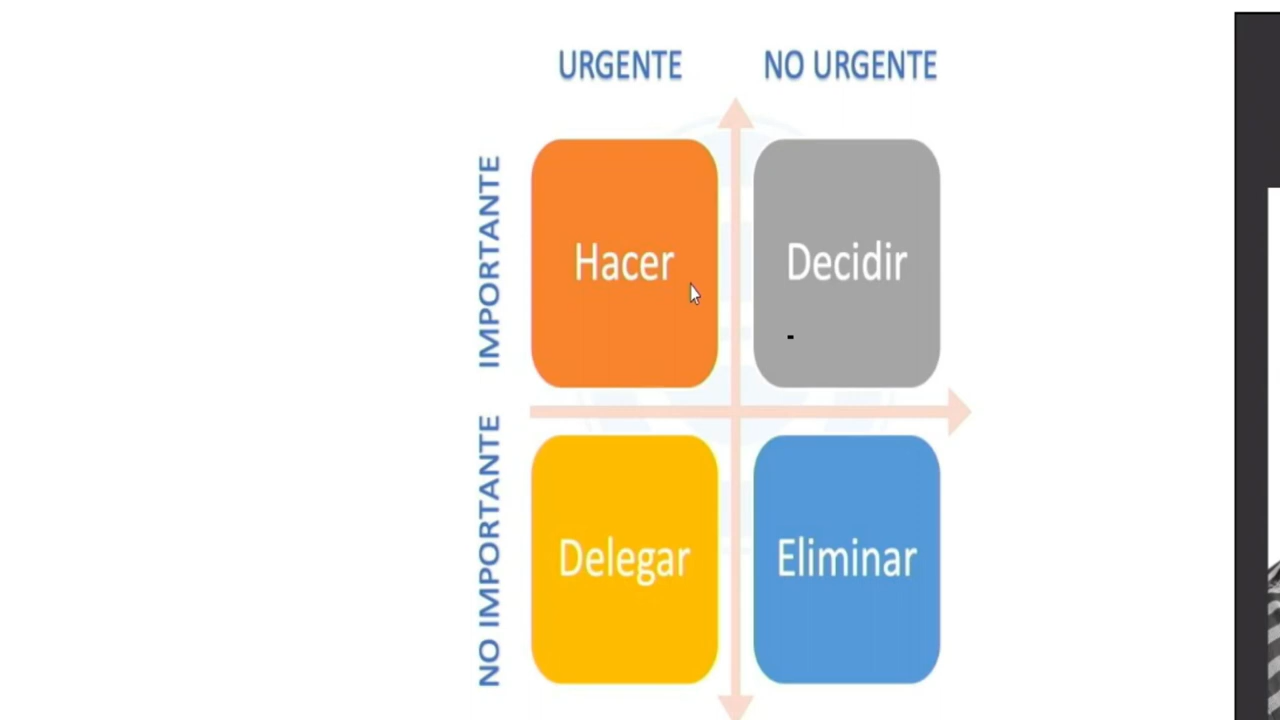 URGENTE NO URGENTE
IMPORTANTE
Hacer Decidir
-
NO IMPORTANTE
Delegar Eliminar